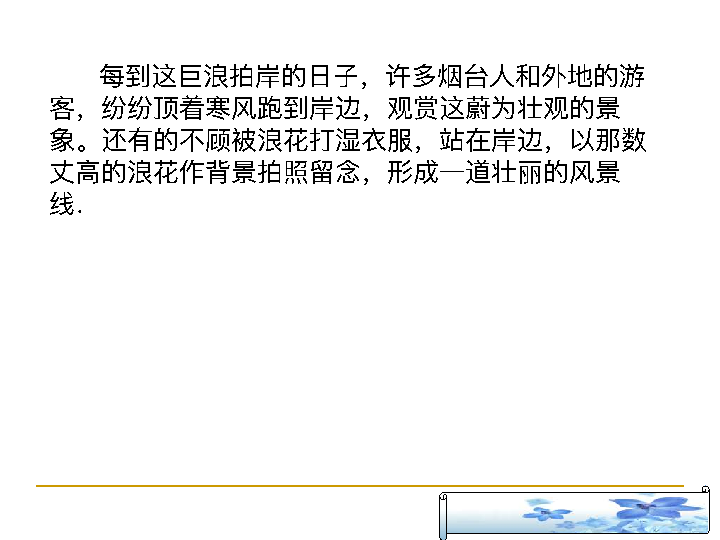 每到这巨浪拍岸的日子，许多烟台人和外地的游
客，纷纷顶着寒风跑到岸边，观赏这蔚为壮观的景
象。还有的不顾被浪花打湿衣服，站在岸边，以那数
丈高的浪花作背景拍照留念，形成一道壮丽的风景
线．